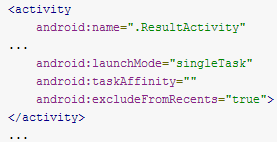 <activity
    android:name=".ResultActivity"
...
    android:launchMode="singleTask"
    android:taskAffinity=""
    android:excludeFromRecents="true">
</activity>
...